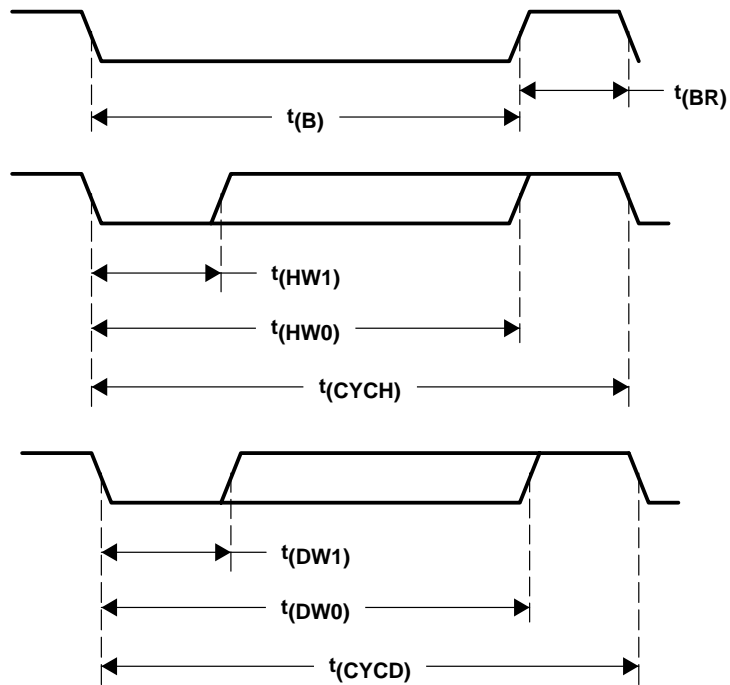 t(B)
t(BR)
t(HW1)
t(HW0)
t(CYCH)
t(DW1)
t(DW0)
t(CYCD)